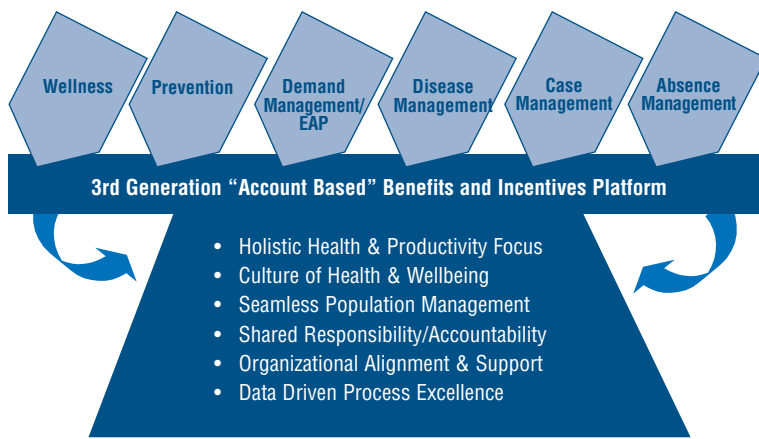 Wellness
Prevention
Demand
Management/
EAP
Disease
Management
Case
Management
Absence
Management
3rd Generation “Account Based” Benefits and Incentives Platform
• Holistic Health & Productivity Focus
• Culture of Health & Wellbeing
• Seamless Population Management
• Shared Responsibility/Accountability
• Organizational Alignment & Support
• Data Driven Process Excellence